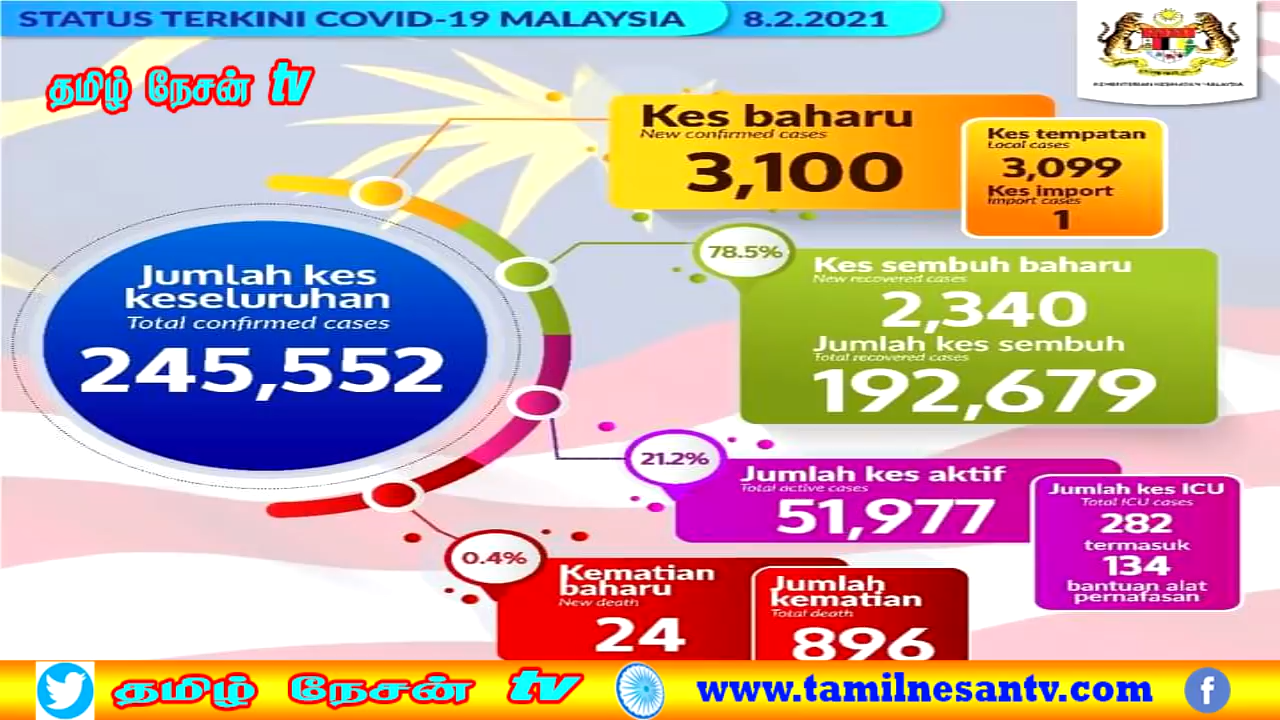 STATUS TERKINI COVID-19 MALAYSIA 8.2.2021
தமிழ் நேசன் tv
KEMENTERIAN KESIHATAN MALAYSIA
Kes baharu
New confirmed cases
3,100
Kes tempatan
Local cases
3,099
Kes import
Import cases
1
Jumlah kes
keseluruhan
Total confirmed cases
245,552
78.5%
Kes sembuh baharu
New recovered cases
2,340
Jumlah kes sembuh
Total recovered cases
192,679
21.2%
Jumlah kes aktif
Total active cases
51,977
Jumlah kes ICU
Total ICU cases
282
termasuk
134
bantuan alat
pernafasan
0.4%
Kematian
baharu
New death
24
Jumlah
kematian
Total death
896
தமிழ் நேசன் tv www.tamilnesantv.com f